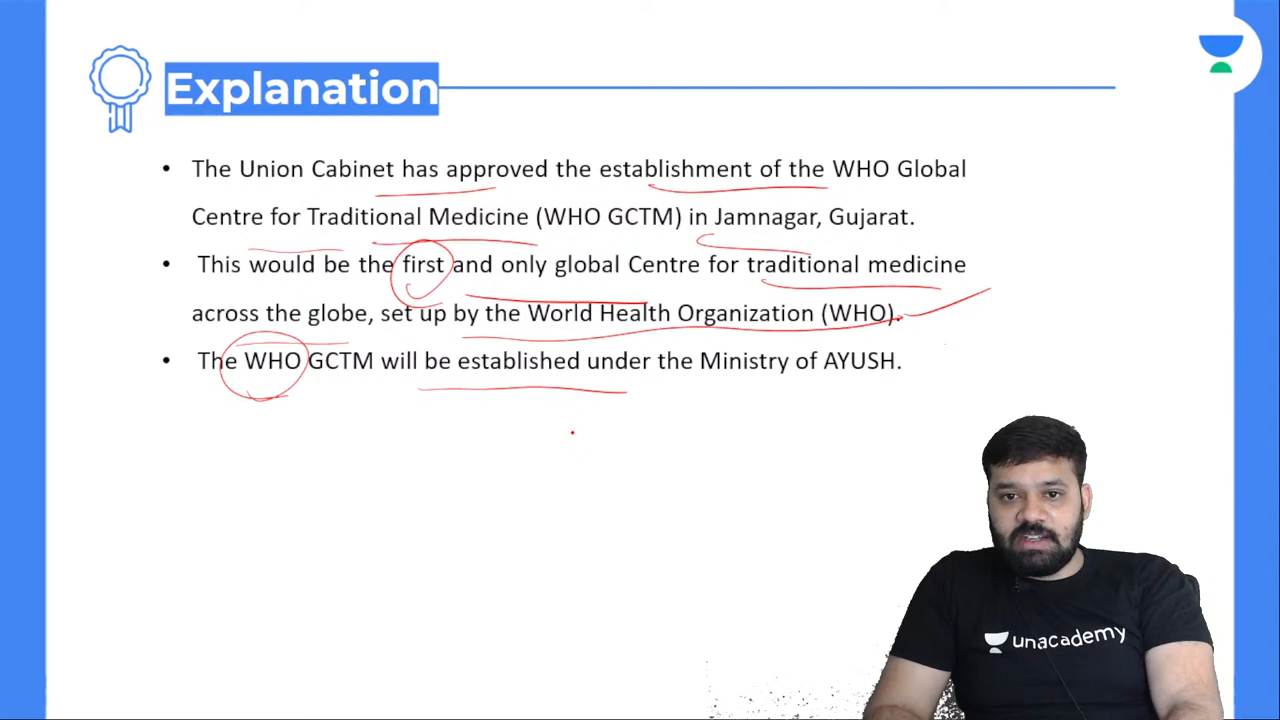 Explanation
• The Union Cabinet has approved the establishment of the WHO Global
Centre for Traditional Medicine (WHO GCTM) in Jamnagar, Gujarat.
• This would be the first and only global Centre for traditional medicine
across the globe, set up by the World Health Organization (WHO).
• The WHO GCTM will be established under the Ministry of AYUSH.
unacademy